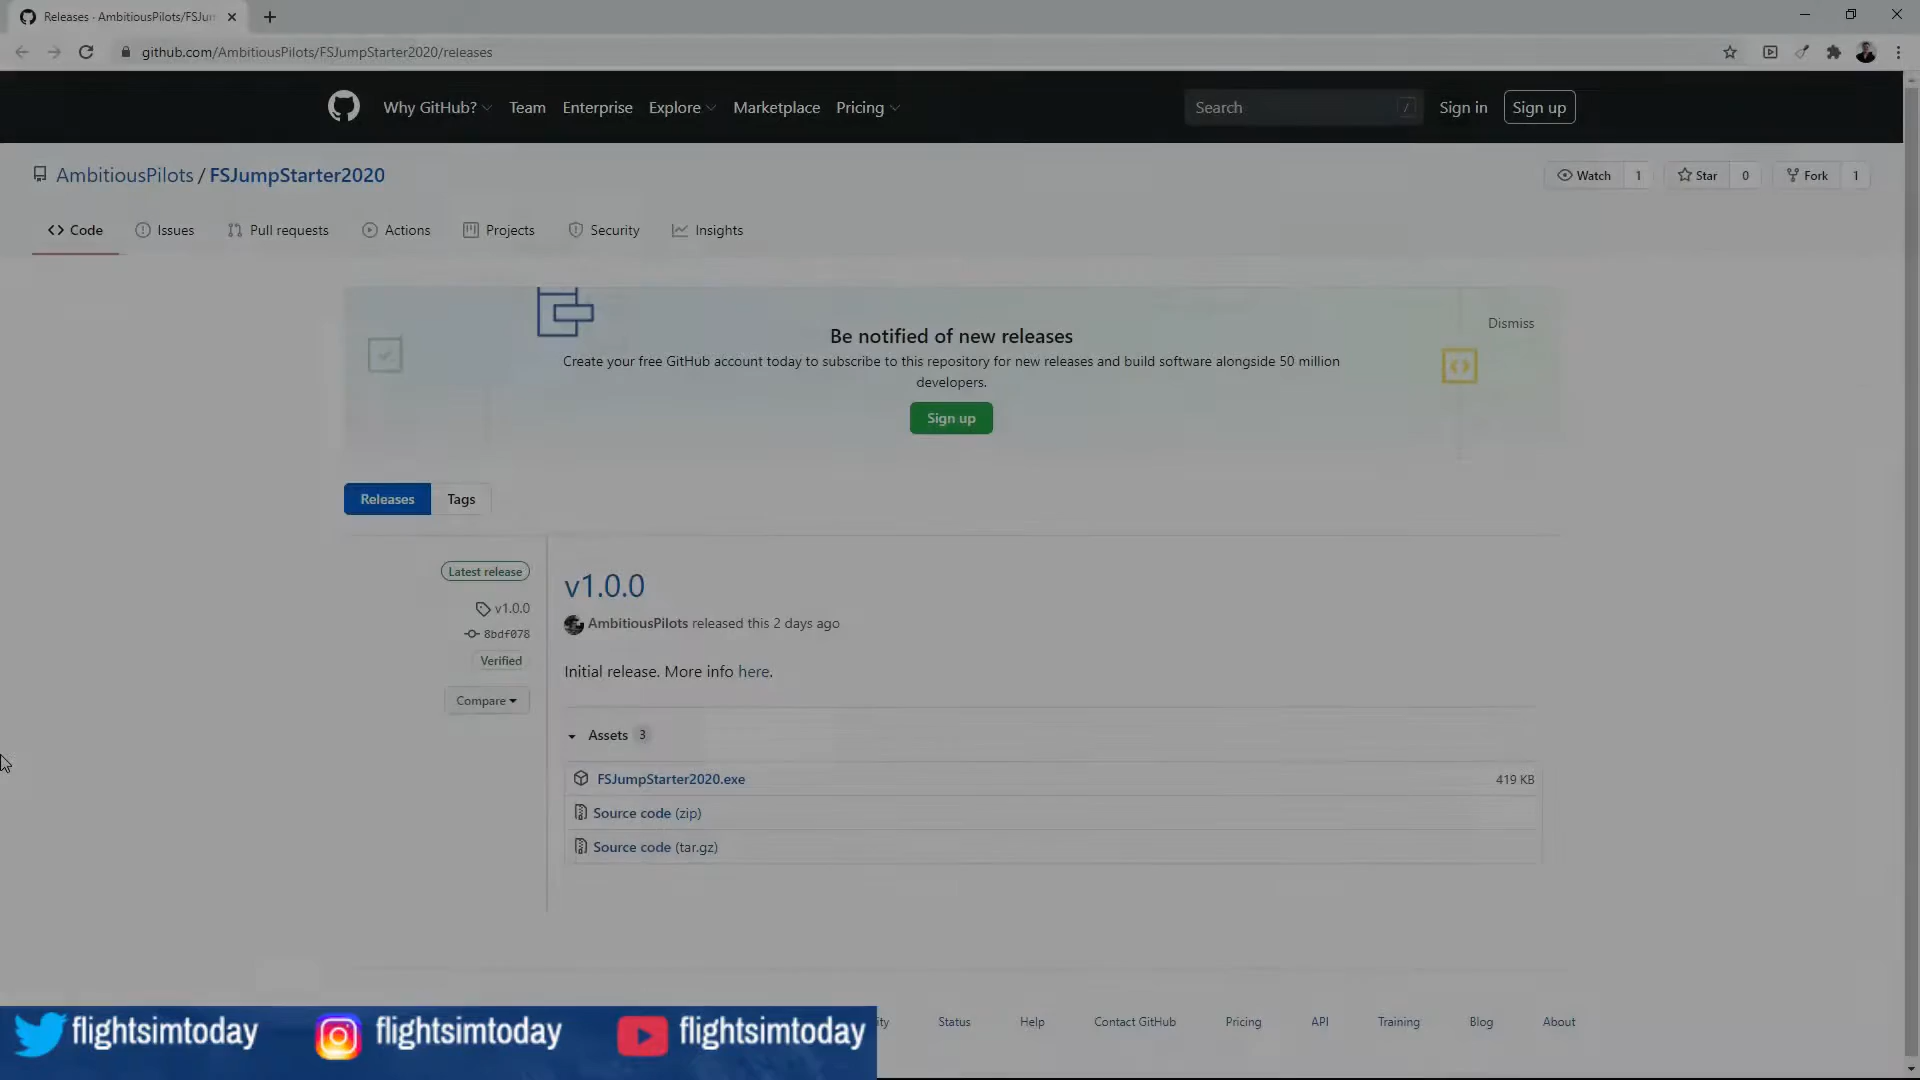 Releases · AmbitiousPilots/FSJum
github.com/AmbitiousPilots/FSJumpStarter2020/releases
Why GitHub? Team Enterprise Explore Marketplace Pricing Search / Sign in Sign up
AmbitiousPilots / FSJumpStarter2020 Watch 1 Star 0 Fork 1
Code Issues Pull requests Actions Projects Security Insights
Dismiss
Be notified of new releases
Create your free GitHub account today to subscribe to this repository for new releases and build software alongside 50 million
developers.
Sign up
Releases Tags
Latest release
v1.0.0
8bdf078
Verified
Compare
v1.0.0
AmbitiousPilots released this 2 days ago
Initial release. More info here.
Assets 3
FSJumpStarter2020.exe 419 KB
Source code (zip)
Source code (tar.gz)
flightsimtoday flightsimtoday flightsimtoday
ity Status Help Contact GitHub Pricing API Training Blog About